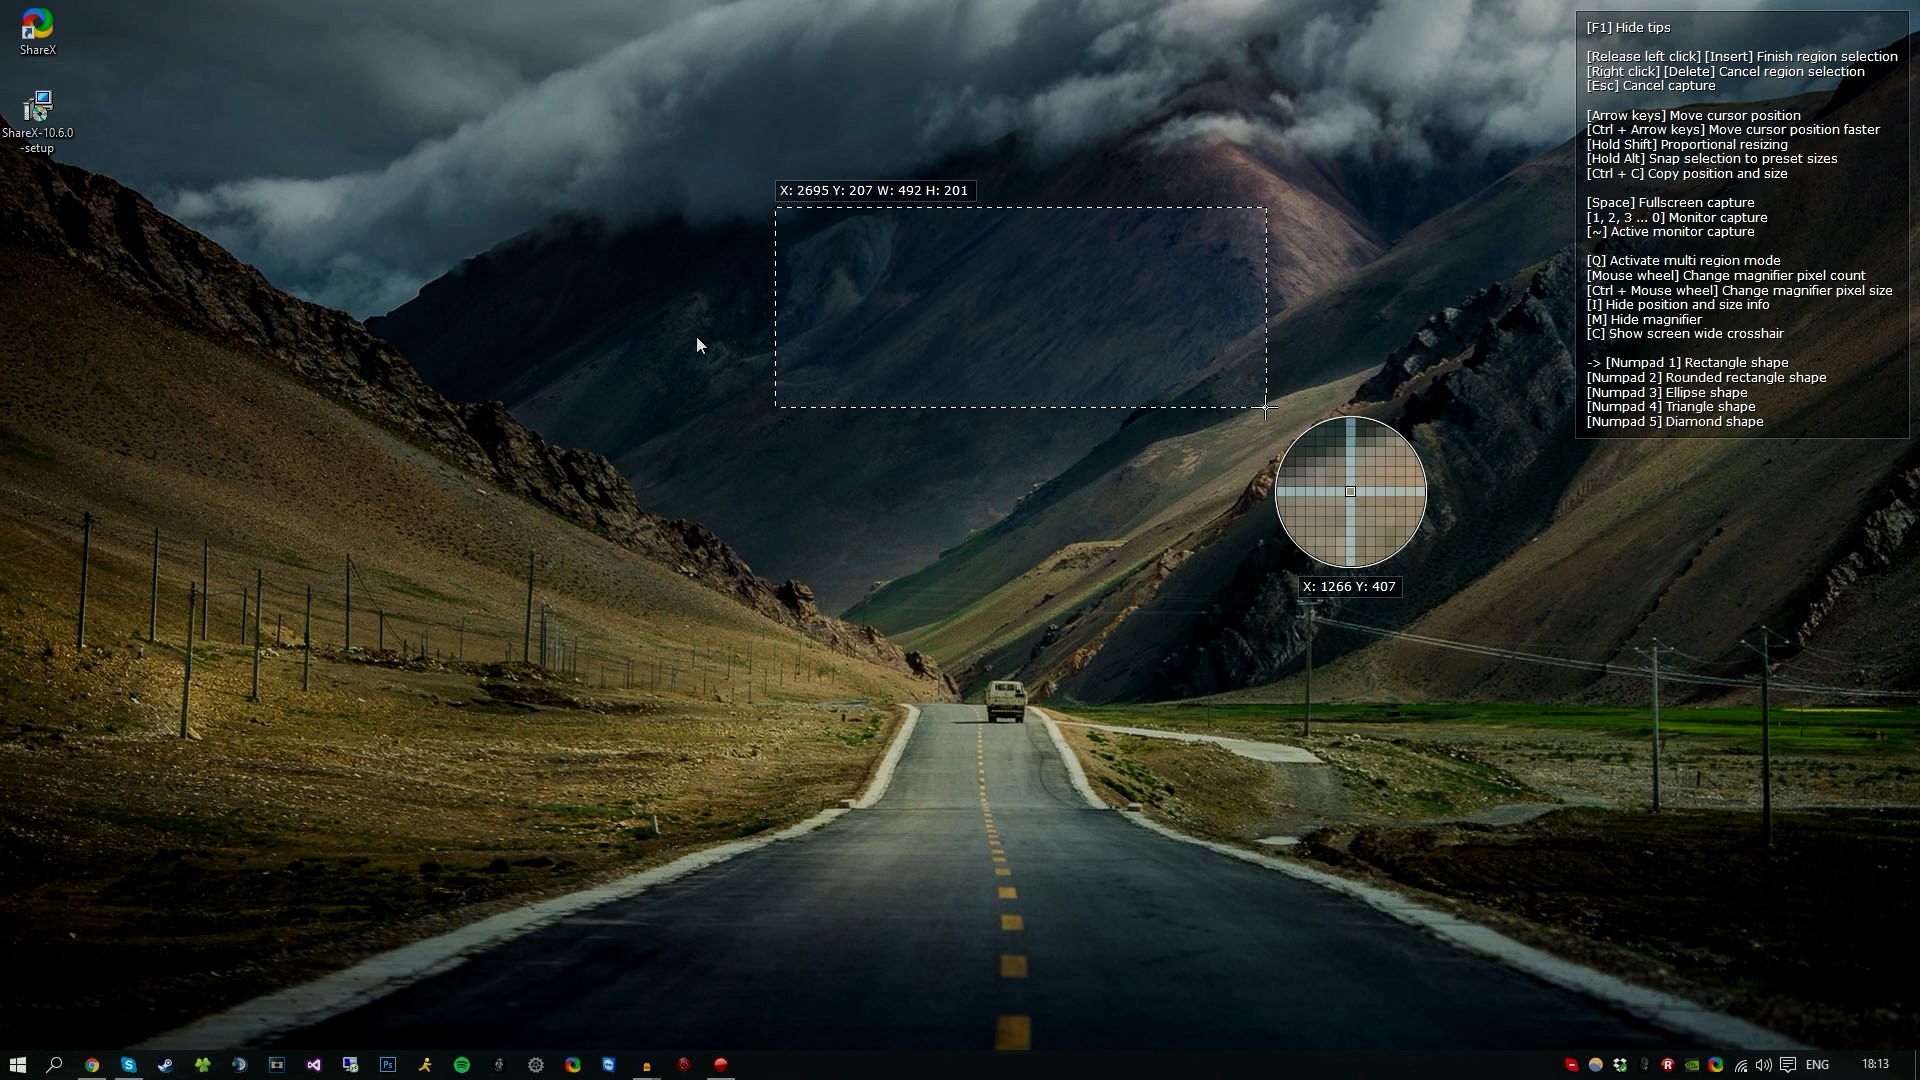 ShareX
ShareX-10.6.0
-setup
X: 2695 Y: 207 W: 492 H: 201
X: 1266 Y: 407
[F1] Hide tips
[Release left click] [Insert] Finish region selection
[Right click] [Delete] Cancel region selection
[Esc] Cancel capture
[Arrow keys] Move cursor position
[Ctrl + Arrow keys] Move cursor position faster
[Hold Shift] Proportional resizing
[Hold Alt] Snap selection to preset sizes
[Ctrl + C] Copy position and size
[Space] Fullscreen capture
[1, 2, 3 ... 0] Monitor capture
[~] Active monitor capture
[Q] Activate multi region mode
[Mouse wheel] Change magnifier pixel count
[Ctrl + Mouse wheel] Change magnifier pixel size
[I] Hide position and size info
[M] Hide magnifier
[C] Show screen wide crosshair
-> [Numpad 1] Rectangle shape
[Numpad 2] Rounded rectangle shape
[Numpad 3] Ellipse shape
[Numpad 4] Triangle shape
[Numpad 5] Diamond shape
Ps
ENG
18:13